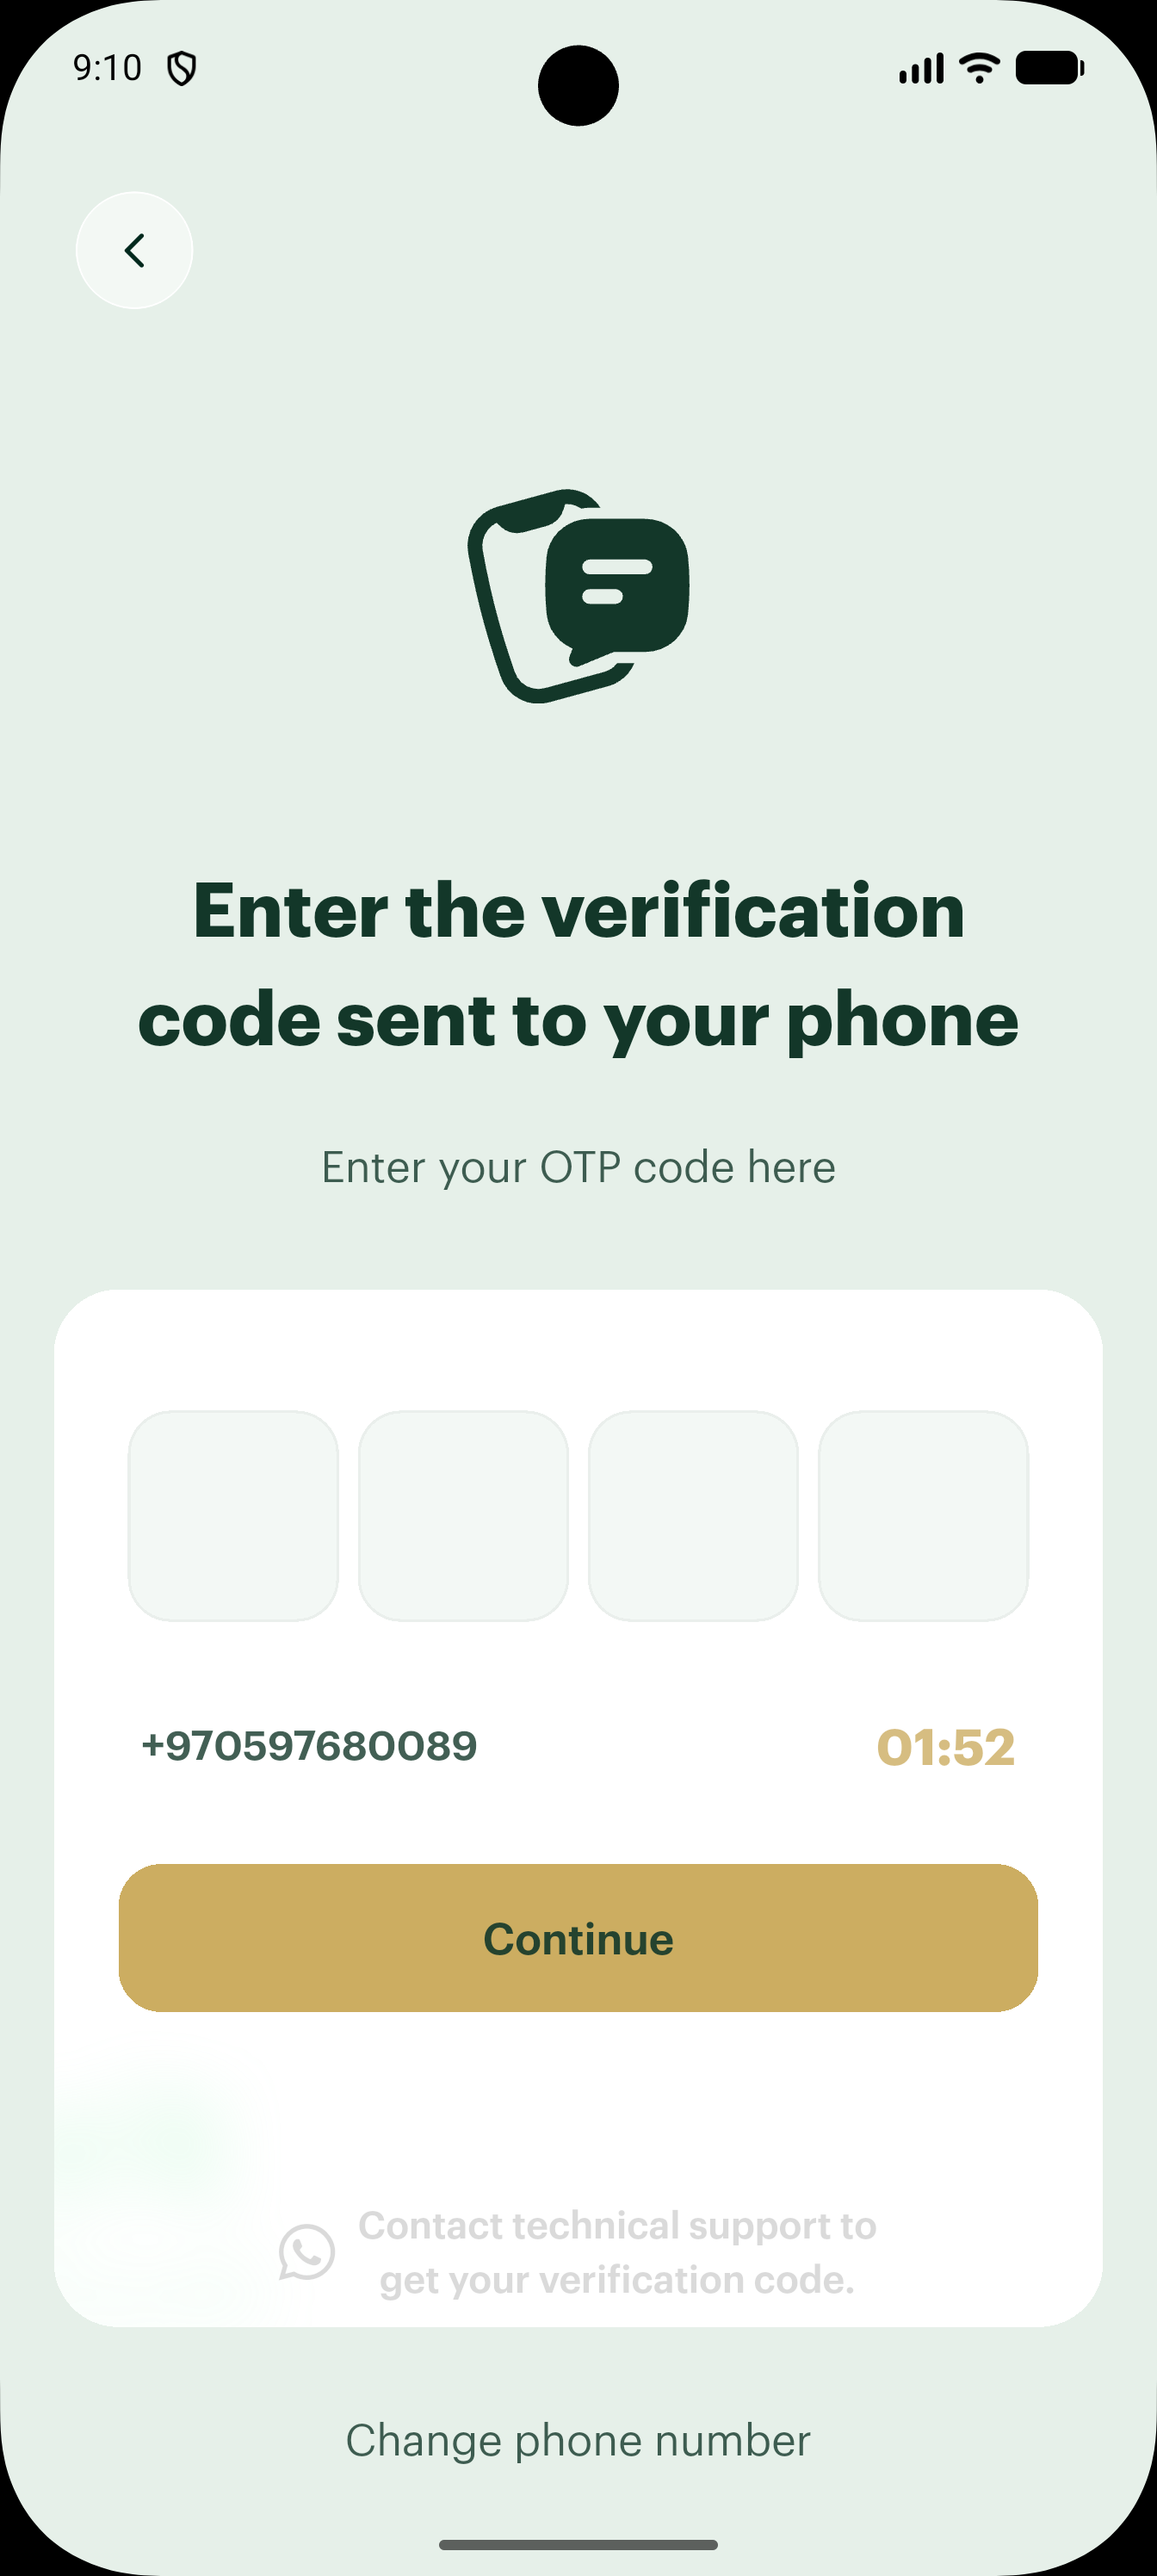 9:10
Enter the verification
code sent to your phone
Enter your OTP code here
+970597680089 01:52
Continue
Contact technical support to
get your verification code.
Change phone number